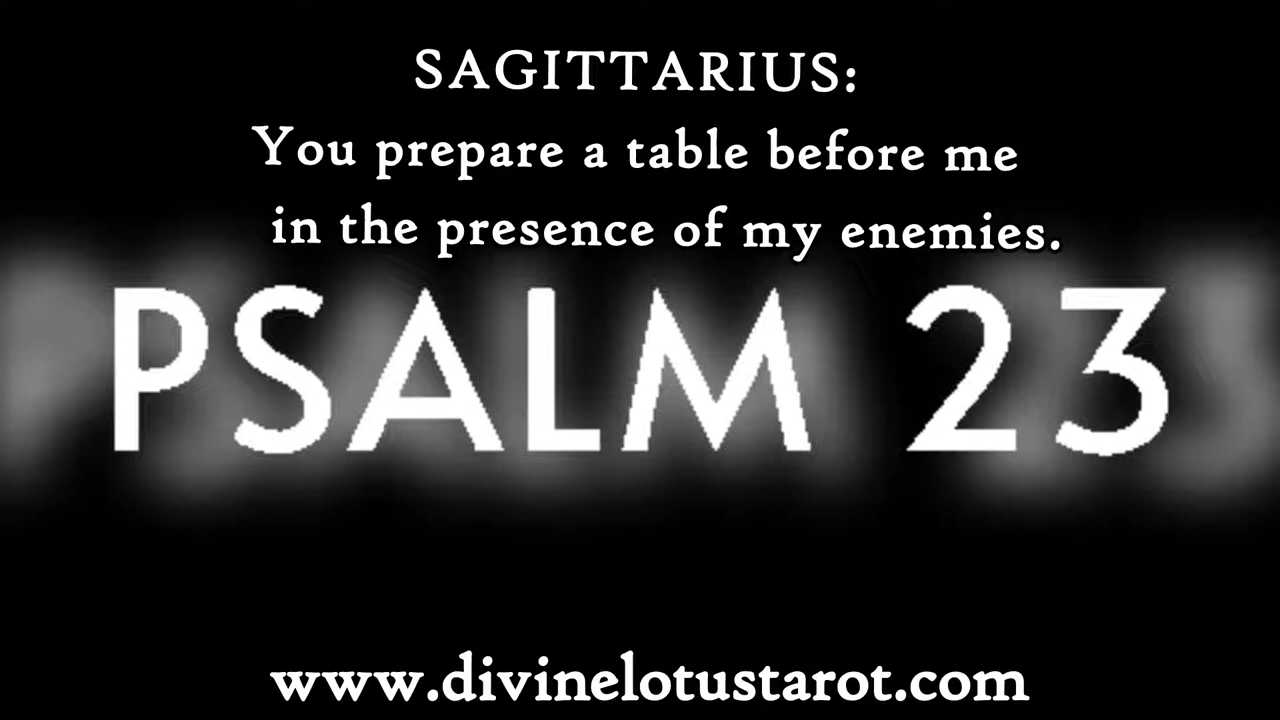 SAGITTARIUS:
You prepare a table before me
in the presence of my enemies.
PSALM 23
www.divinelotustarot.com